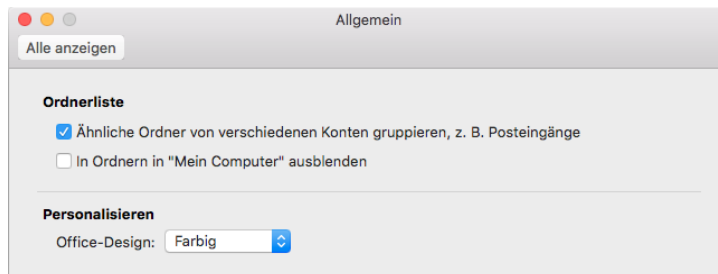 Allgemein
Alle anzeigen
Ordnerliste
Ähnliche Ordner von verschiedenen Konten gruppieren, z. B. Posteingänge
In Ordnern in "Mein Computer" ausblenden
Personalisieren
Office-Design: Farbig